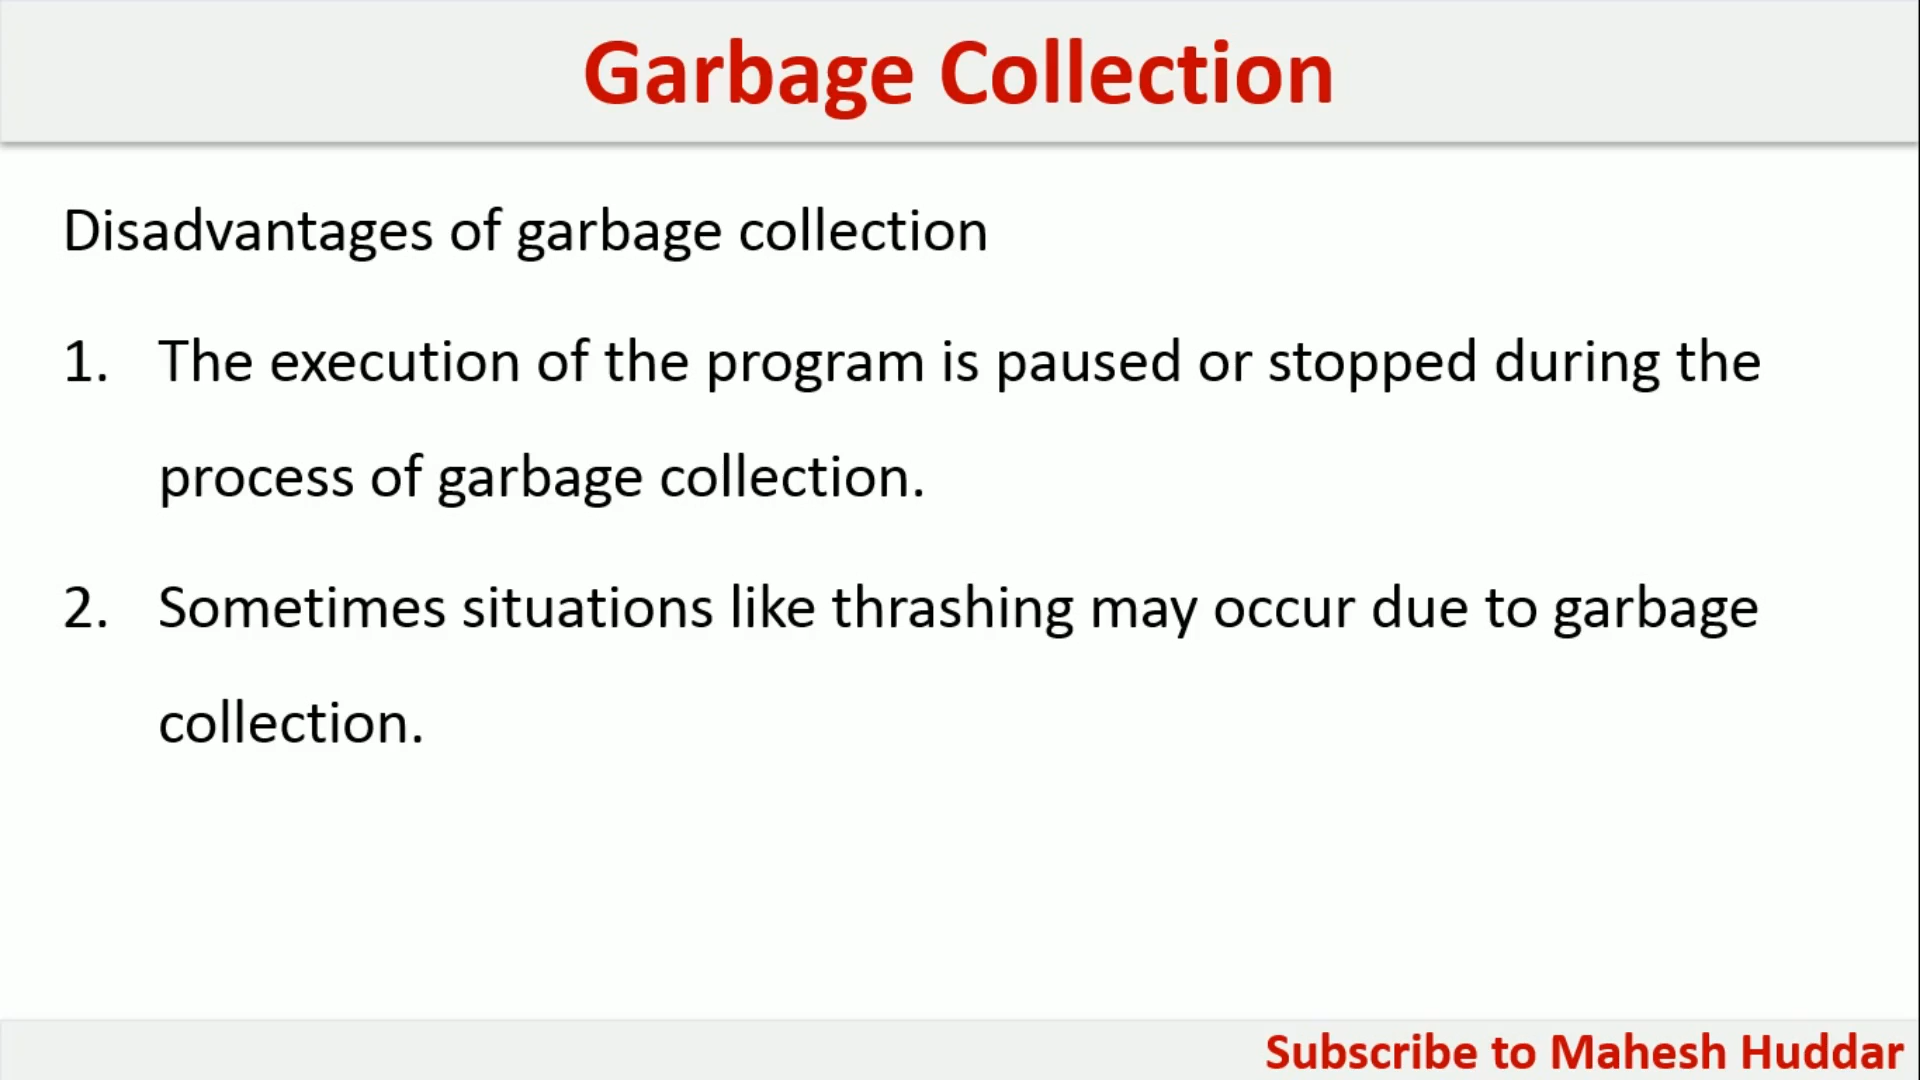 Garbage Collection
Disadvantages of garbage collection
1. The execution of the program is paused or stopped during the
process of garbage collection.
2. Sometimes situations like thrashing may occur due to garbage
collection.
Subscribe to Mahesh Huddar